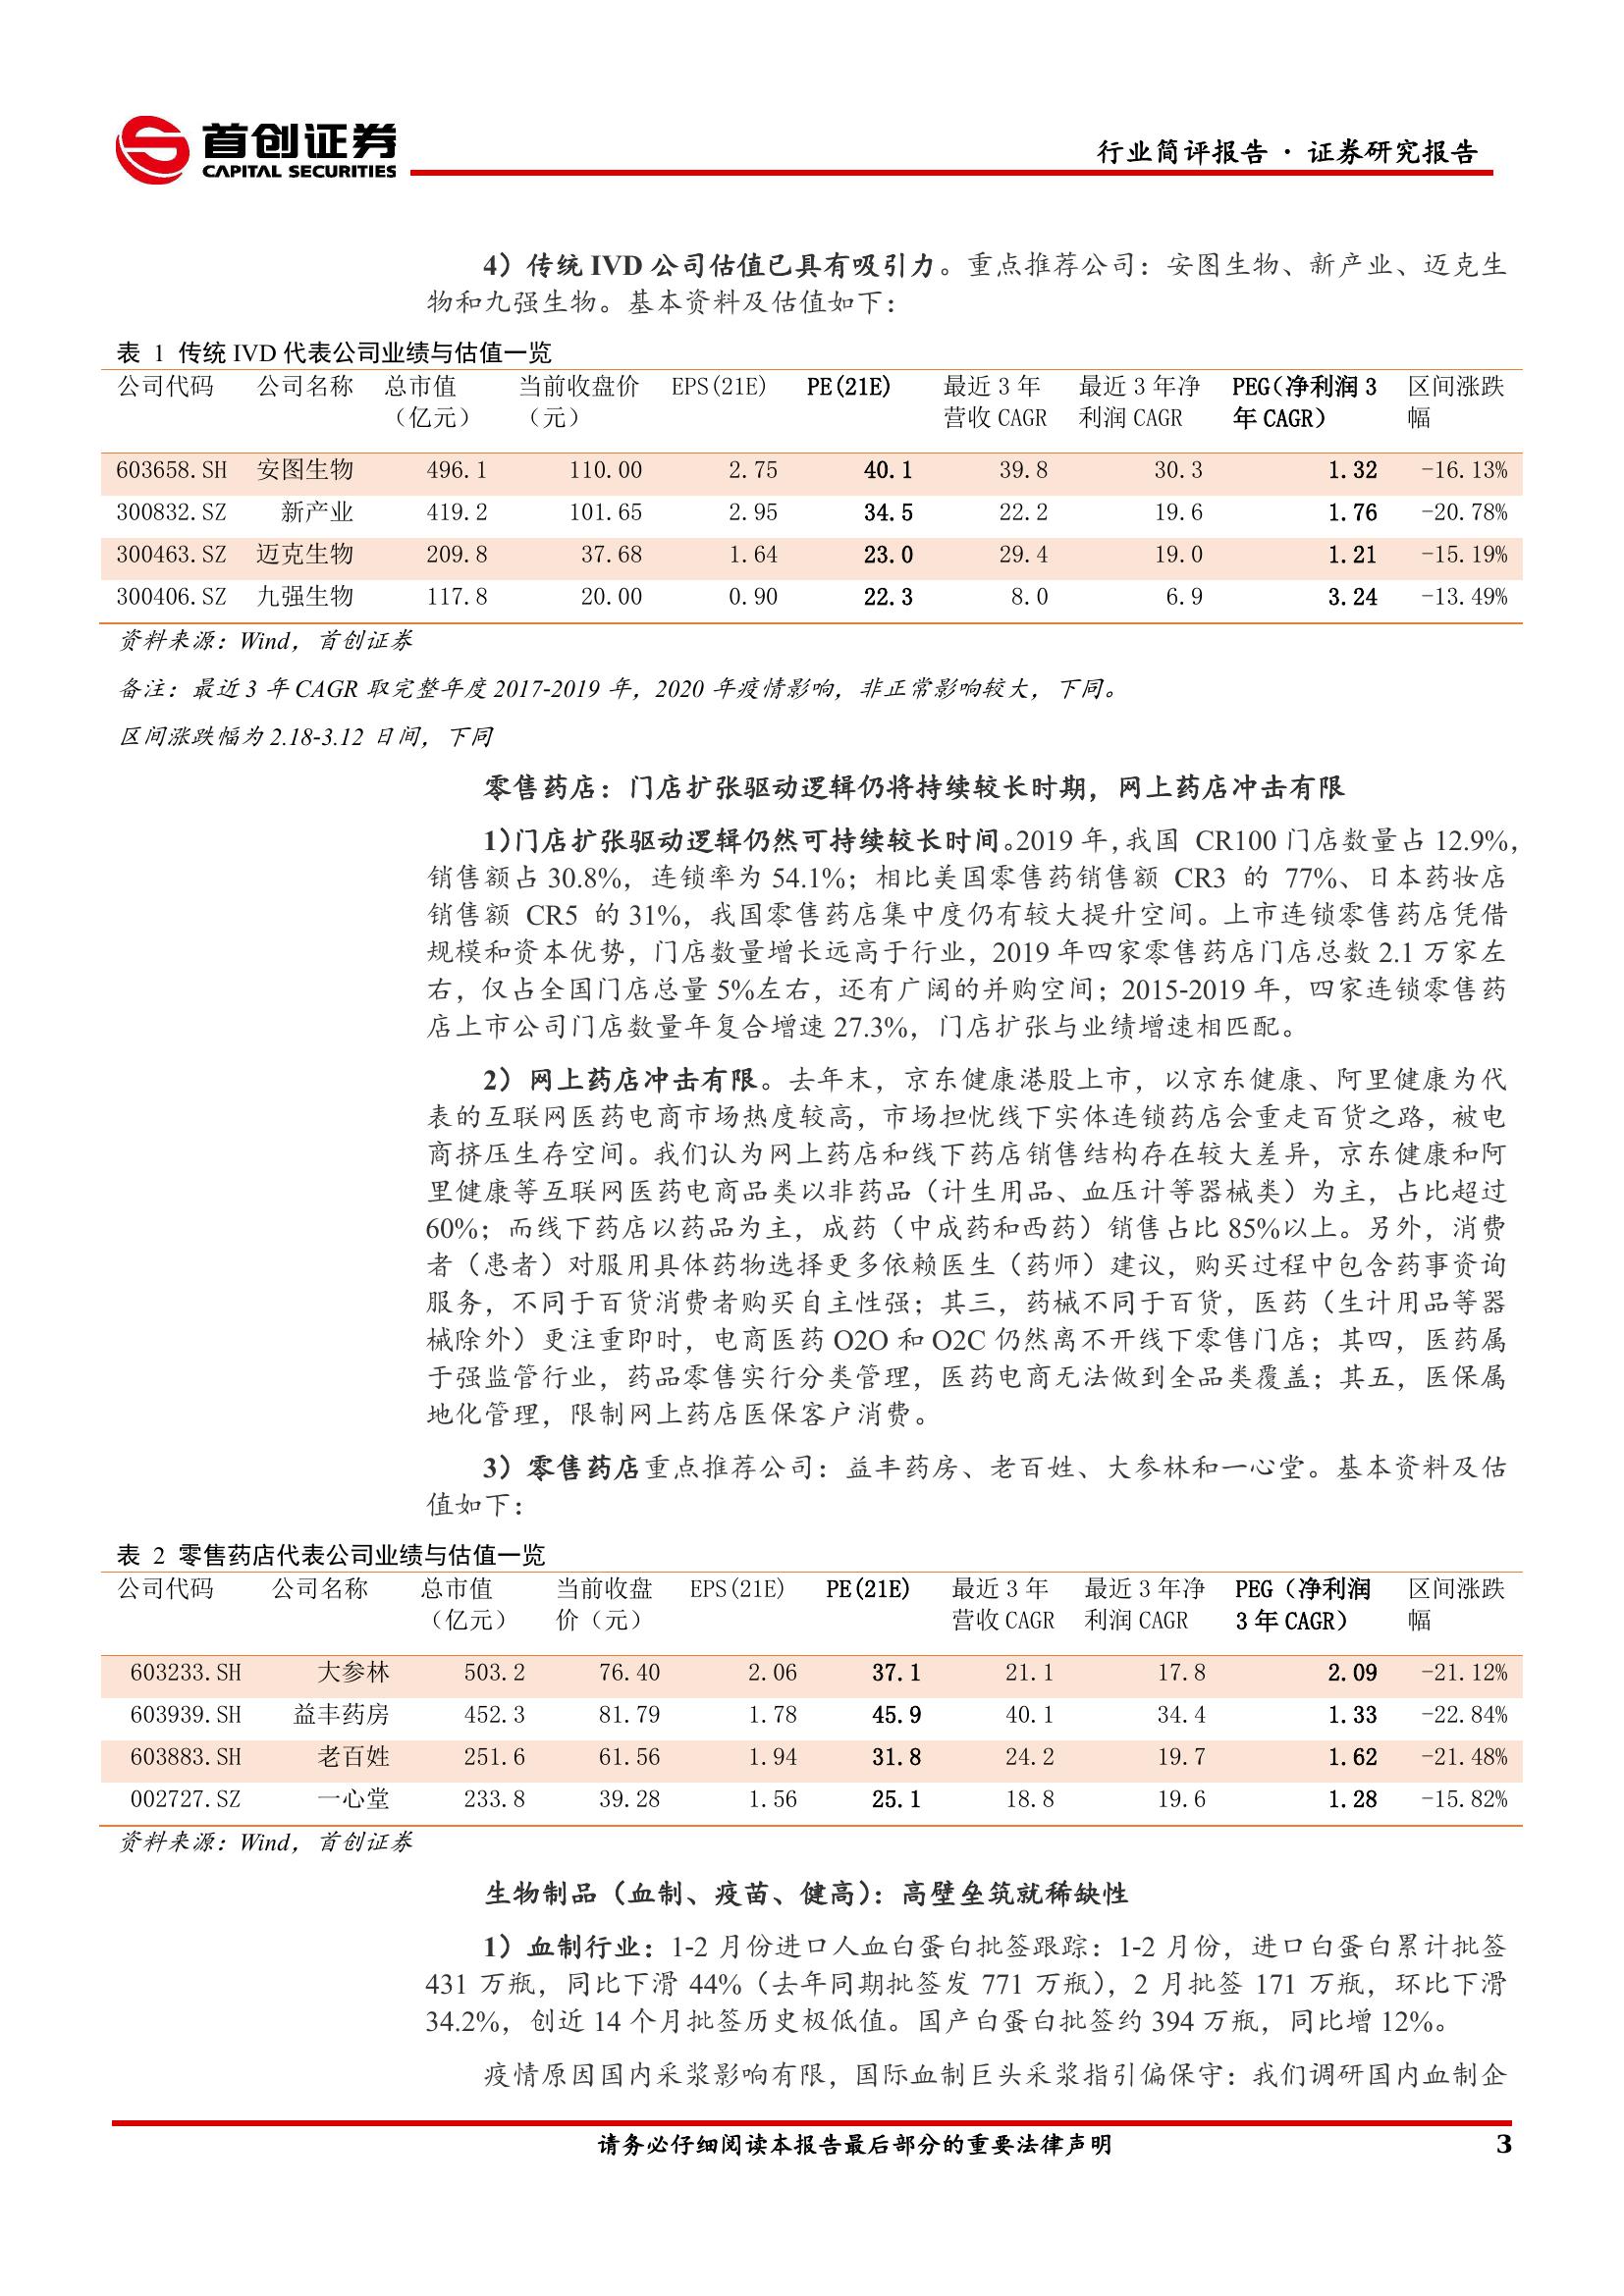 首创证券
CAPITAL SECURITIES
行业简评报告 · 证券研究报告
4）传统 IVD 公司估值已具有吸引力。重点推荐公司：安图生物、新产业、迈克生
物和九强生物。基本资料及估值如下：
表 1 传统 IVD 代表公司业绩与估值一览
公司代码 公司名称 总市值（亿元） 当前收盘价（元） EPS(21E) PE(21E) 最近 3 年营收 CAGR 最近 3 年净利润 CAGR PEG（净利润 3 年 CAGR） 区间涨跌幅
603658.SH 安图生物 496.1 110.00 2.75 40.1 39.8 30.3 1.32 -16.13%
300832.SZ 新产业 419.2 101.65 2.95 34.5 22.2 19.6 1.76 -20.78%
300463.SZ 迈克生物 209.8 37.68 1.64 23.0 29.4 19.0 1.21 -15.19%
300406.SZ 九强生物 117.8 20.00 0.90 22.3 8.0 6.9 3.24 -13.49%
资料来源：Wind，首创证券
备注：最近 3 年 CAGR 取完整年度 2017-2019 年，2020 年疫情影响，非正常影响较大，下同。
区间涨跌幅为 2.18-3.12 日间，下同
零售药店：门店扩张驱动逻辑仍将持续较长时期，网上药店冲击有限
1)门店扩张驱动逻辑仍然可持续较长时间。2019 年，我国 CR100 门店数量占 12.9%，
销售额占 30.8%，连锁率为 54.1%；相比美国零售药销售额 CR3 的 77%、日本药妆店
销售额 CR5 的 31%，我国零售药店集中度仍有较大提升空间。上市连锁零售药店凭借
规模和资本优势，门店数量增长远高于行业，2019 年四家零售药店门店总数 2.1 万家左
右，仅占全国门店总量 5%左右，还有广阔的并购空间；2015-2019 年，四家连锁零售药
店上市公司门店数量年复合增速 27.3%，门店扩张与业绩增速相匹配。
2）网上药店冲击有限。去年末，京东健康港股上市，以京东健康、阿里健康为代
表的互联网医药电商市场热度较高，市场担忧线下实体连锁药店会重走百货之路，被电
商挤压生存空间。我们认为网上药店和线下药店销售结构存在较大差异，京东健康和阿
里健康等互联网医药电商品类以非药品（计生用品、血压计等器械类）为主，占比超过
60%；而线下药店以药品为主，成药（中成药和西药）销售占比 85%以上。另外，消费
者（患者）对服用具体药物选择更多依赖医生（药师）建议，购买过程中包含药事资询
服务，不同于百货消费者购买自主性强；其三，药械不同于百货，医药（生计用品等器
械除外）更注重即时，电商医药 O2O 和 O2C 仍然离不开线下零售门店；其四，医药属
于强监管行业，药品零售实行分类管理，医药电商无法做到全品类覆盖；其五，医保属
地化管理，限制网上药店医保客户消费。
3）零售药店重点推荐公司：益丰药房、老百姓、大参林和一心堂。基本资料及估
值如下：
表 2 零售药店代表公司业绩与估值一览
公司代码 公司名称 总市值（亿元） 当前收盘价（元） EPS(21E) PE(21E) 最近 3 年营收 CAGR 最近 3 年净利润 CAGR PEG（净利润 3 年 CAGR） 区间涨跌幅
603233.SH 大参林 503.2 76.40 2.06 37.1 21.1 17.8 2.09 -21.12%
603939.SH 益丰药房 452.3 81.79 1.78 45.9 40.1 34.4 1.33 -22.84%
603883.SH 老百姓 251.6 61.56 1.94 31.8 24.2 19.7 1.62 -21.48%
002727.SZ 一心堂 233.8 39.28 1.56 25.1 18.8 19.6 1.28 -15.82%
资料来源：Wind，首创证券
生物制品（血制、疫苗、健高）：高壁垒筑就稀缺性
1）血制行业：1-2 月份进口人血白蛋白批签跟踪：1-2 月份，进口白蛋白累计批签
431 万瓶，同比下滑 44%（去年同期批签发 771 万瓶），2 月批签 171 万瓶，环比下滑
34.2%，创近 14 个月批签历史极低值。国产白蛋白批签约 394 万瓶，同比增 12%。
疫情原因国内采浆影响有限，国际血制巨头采浆指引偏保守：我们调研国内血制企
请务必仔细阅读本报告最后部分的重要法律声明
3